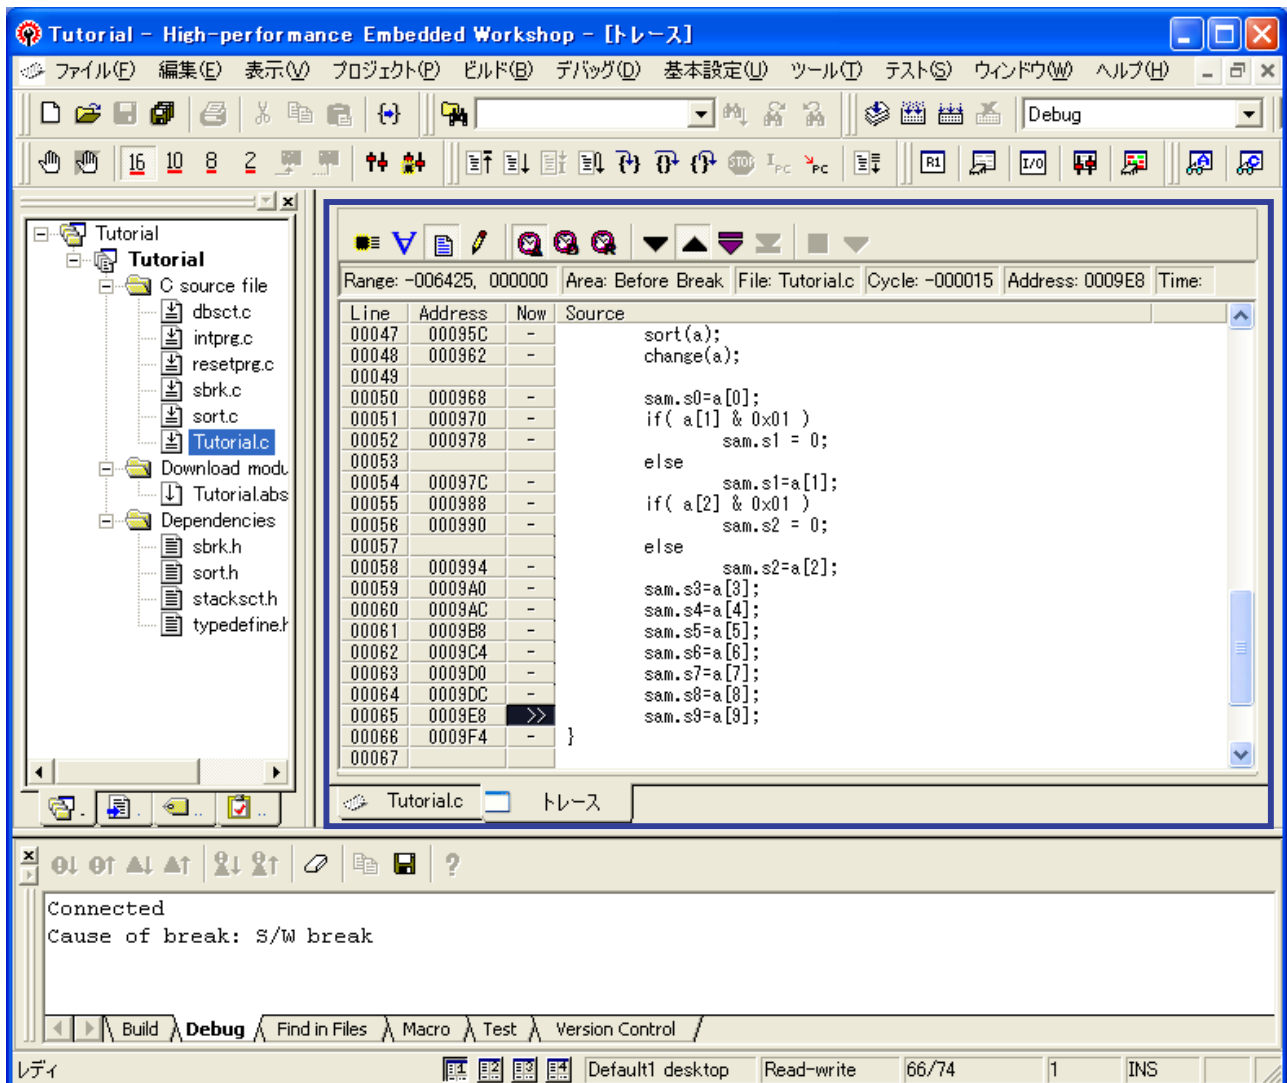 Tutorial - High-performance Embedded Workshop - [トレース]
ファイル(F) 編集(E) 表示(V) プロジェクト(P) ビルド(B) デバッグ(D) 基本設定(U) ツール(T) テスト(S) ウィンドウ(W) ヘルプ(H)
Debug
16 10 8 2 STOP PC PC R1 I/O
Tutorial
Tutorial
C source file
dbsct.c
intprg.c
resetprg.c
sbrk.c
sort.c
Tutorial.c
Download modu
Tutorial.abs
Dependencies
sbrk.h
sort.h
stacksct.h
typedefine.h
Range: -006425, 000000 Area: Before Break File: Tutorial.c Cycle: -000015 Address: 0009E8 Time:
Line Address Now Source
00047 00095C - sort(a);
00048 000962 - change(a);
00049
00050 000968 - sam.s0=a[0];
00051 000970 - if( a[1] & 0x01 )
00052 000978 - sam.s1 = 0;
00053 else
00054 00097C - sam.s1=a[1];
00055 000988 - if( a[2] & 0x01 )
00056 000990 - sam.s2 = 0;
00057 else
00058 000994 - sam.s2=a[2];
00059 0009A0 - sam.s3=a[3];
00060 0009AC - sam.s4=a[4];
00061 0009B8 - sam.s5=a[5];
00062 0009C4 - sam.s6=a[6];
00063 0009D0 - sam.s7=a[7];
00064 0009DC - sam.s8=a[8];
00065 0009E8 >> sam.s9=a[9];
00066 0009F4 - }
00067
Tutorial.c トレース
Connected
Cause of break: S/W break
Build Debug Find in Files Macro Test Version Control
レディ 1 2 3 4 Default1 desktop Read-write 66/74 1 INS